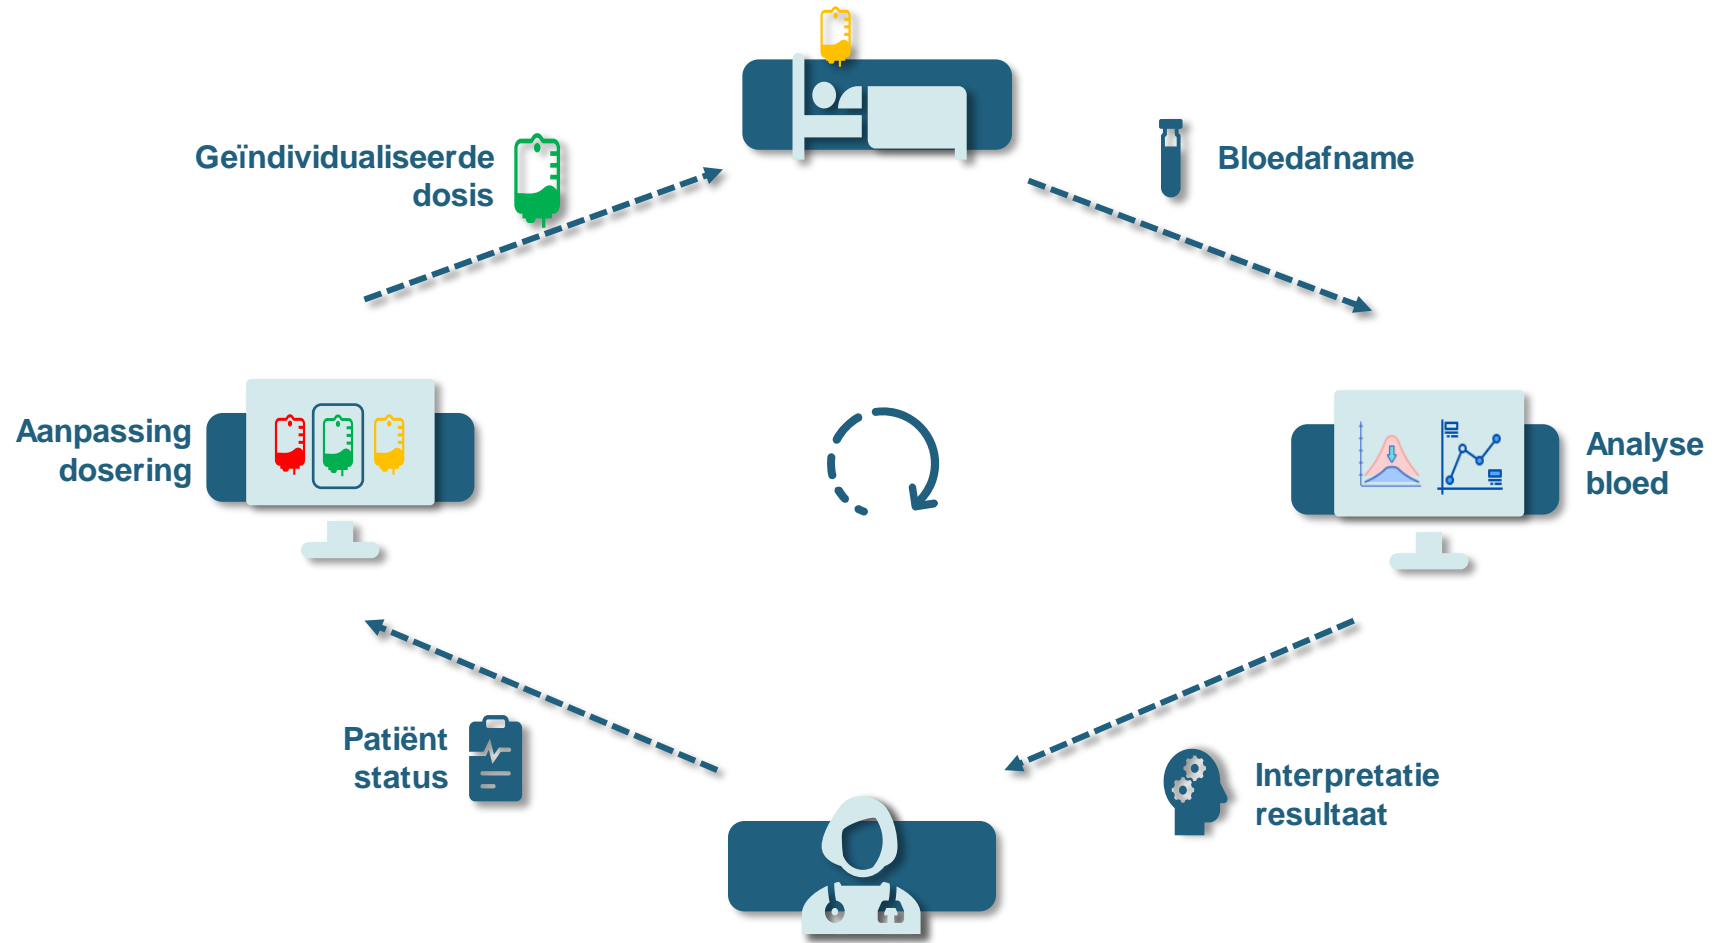 Geïndividualiseerde
dosis
Bloedafname
Aanpassing
dosering
Analyse
bloed
Patiënt
status
Interpretatie
resultaat